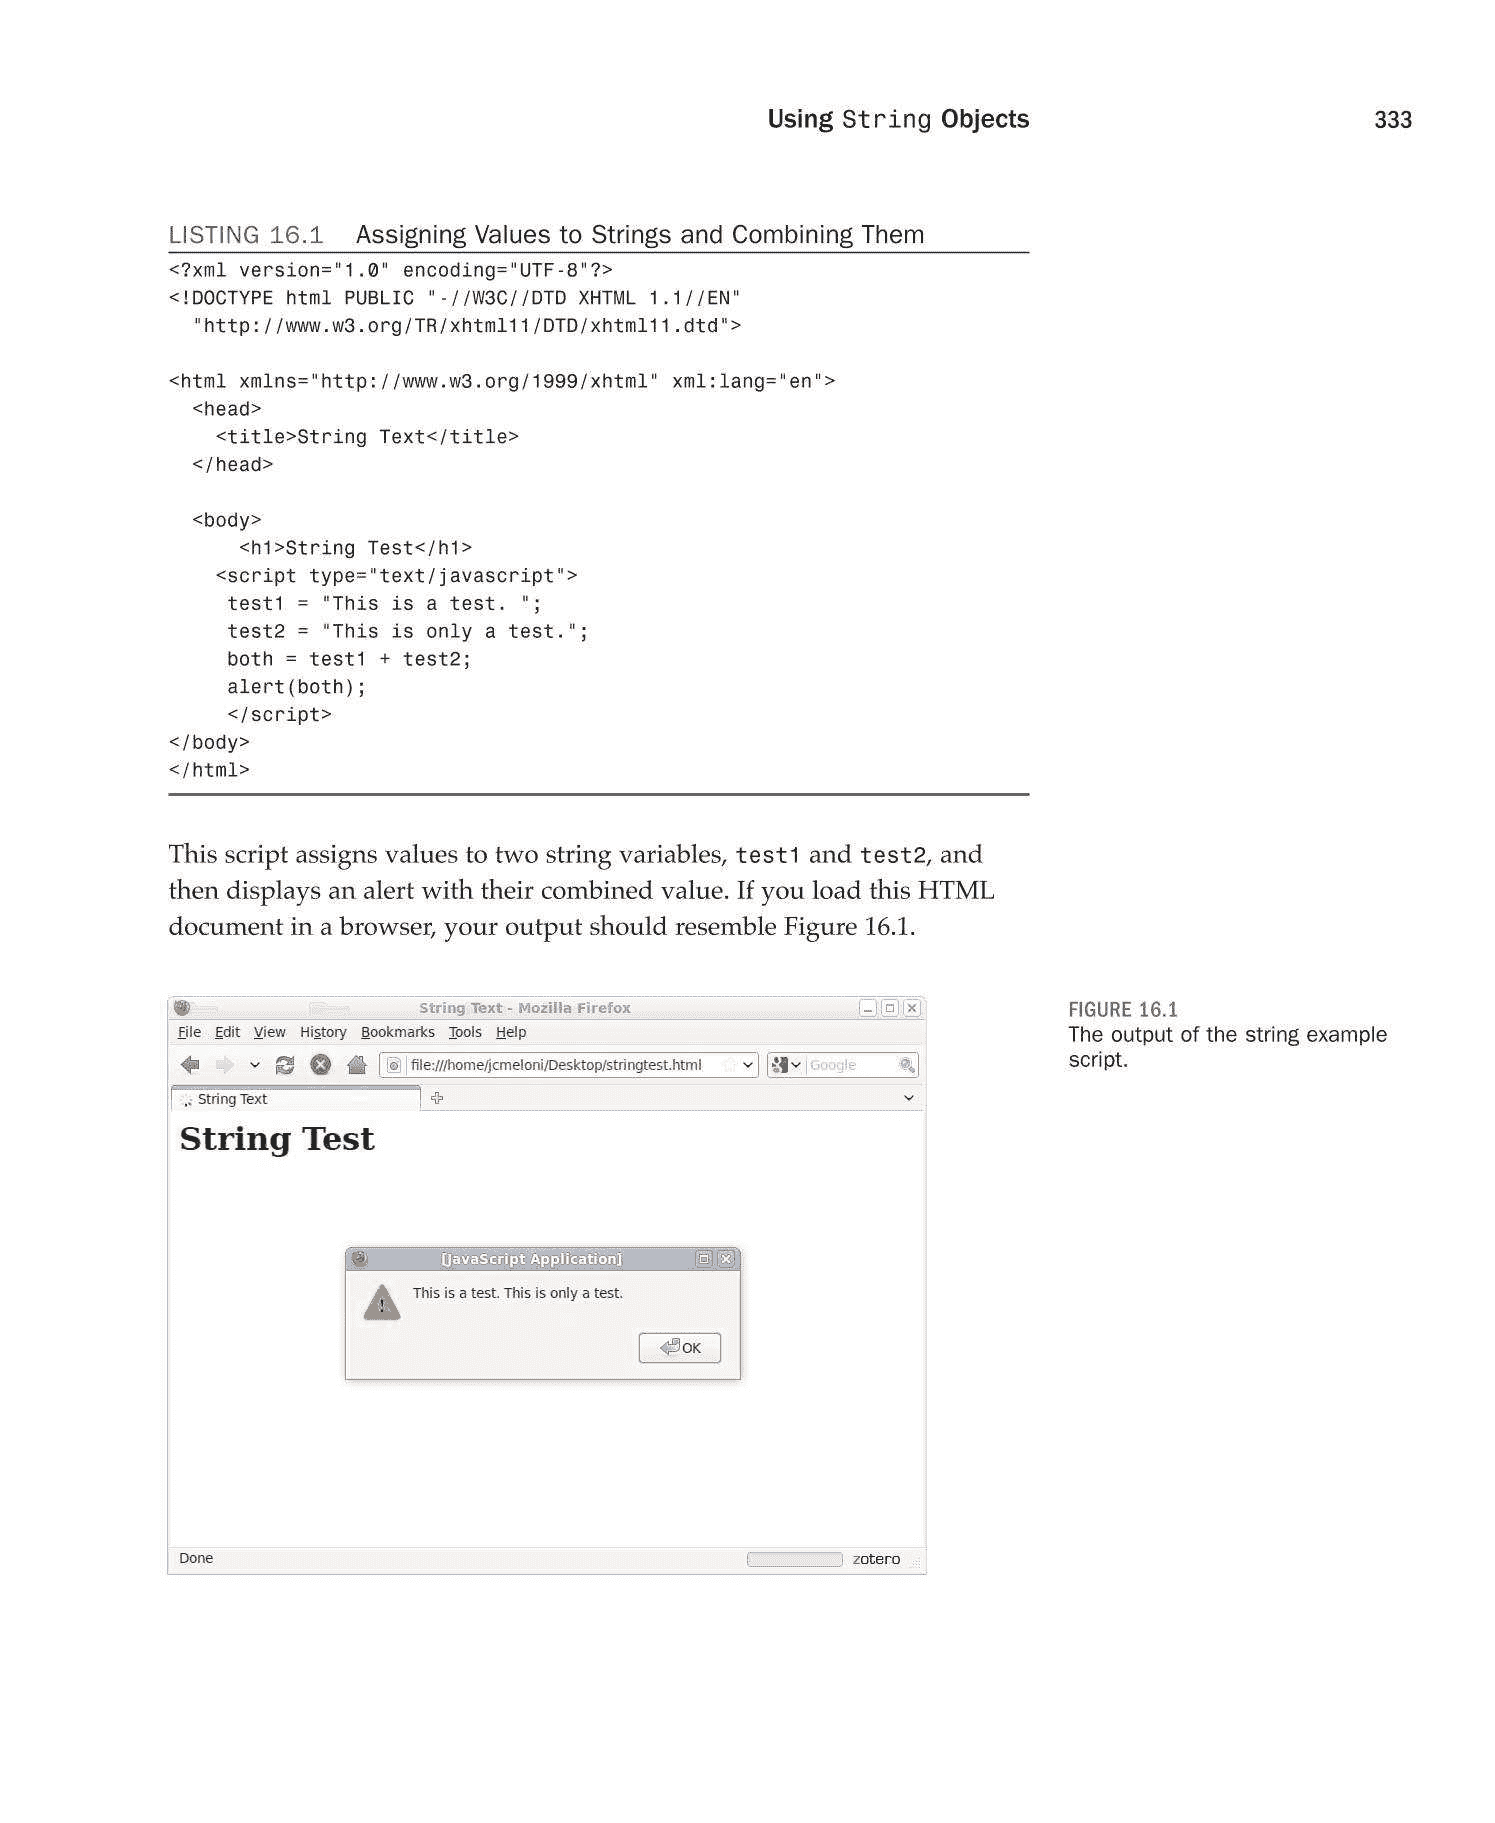 Using String Objects 333
LISTING 16.1 Assigning Values to Strings and Combining Them
<?xml version="1.0" encoding="UTF-8"?>
<!DOCTYPE html PUBLIC "-//W3C//DTD XHTML 1.1//EN"
  "http://www.w3.org/TR/xhtml11/DTD/xhtml11.dtd">
<html xmlns="http://www.w3.org/1999/xhtml" xml:lang="en">
  <head>
    <title>String Text</title>
  </head>
  <body>
      <h1>String Test</h1>
    <script type="text/javascript">
     test1 = "This is a test. ";
     test2 = "This is only a test.";
     both = test1 + test2;
     alert(both);
     </script>
</body>
</html>
This script assigns values to two string variables, test1 and test2, and
then displays an alert with their combined value. If you load this HTML
document in a browser, your output should resemble Figure 16.1.
String Text - Mozilla Firefox
File Edit View History Bookmarks Tools Help
file:///home/jcmeloni/Desktop/stringtest.html Google
String Text
String Test
[JavaScript Application]
This is a test. This is only a test.
OK
Done zotero
FIGURE 16.1
The output of the string example
script.